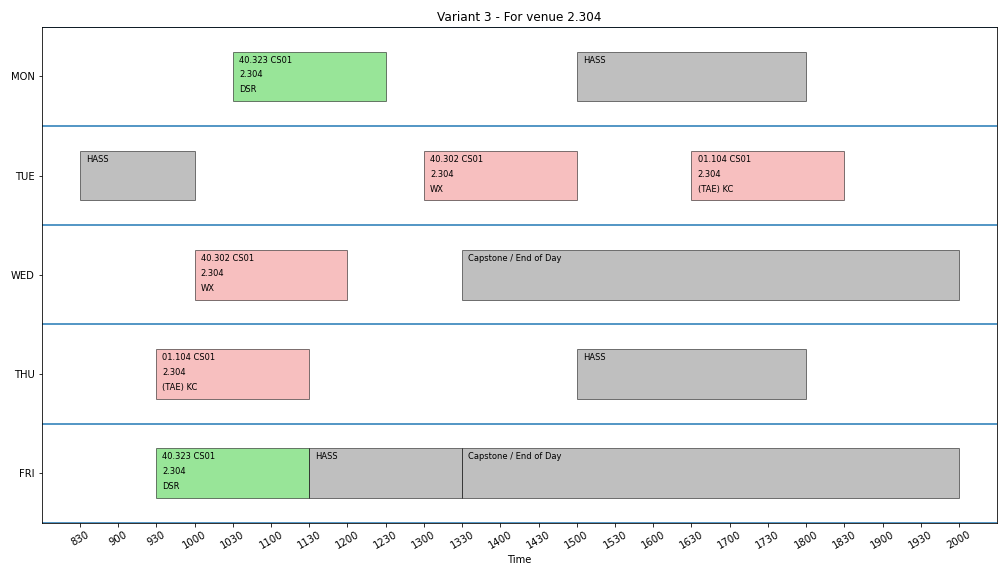 Variant 3 - For venue 2.304
MON
40.323 CS01
2.304
DSR
HASS
TUE
HASS
40.302 CS01
2.304
WX
01.104 CS01
2.304
(TAE) KC
WED
40.302 CS01
2.304
WX
Capstone / End of Day
THU
01.104 CS01
2.304
(TAE) KC
HASS
FRI
40.323 CS01
2.304
DSR
HASS
Capstone / End of Day
830 900 930 1000 1030 1100 1130 1200 1230 1300 1330 1400 1430 1500 1530 1600 1630 1700 1730 1800 1830 1900 1930 2000
Time